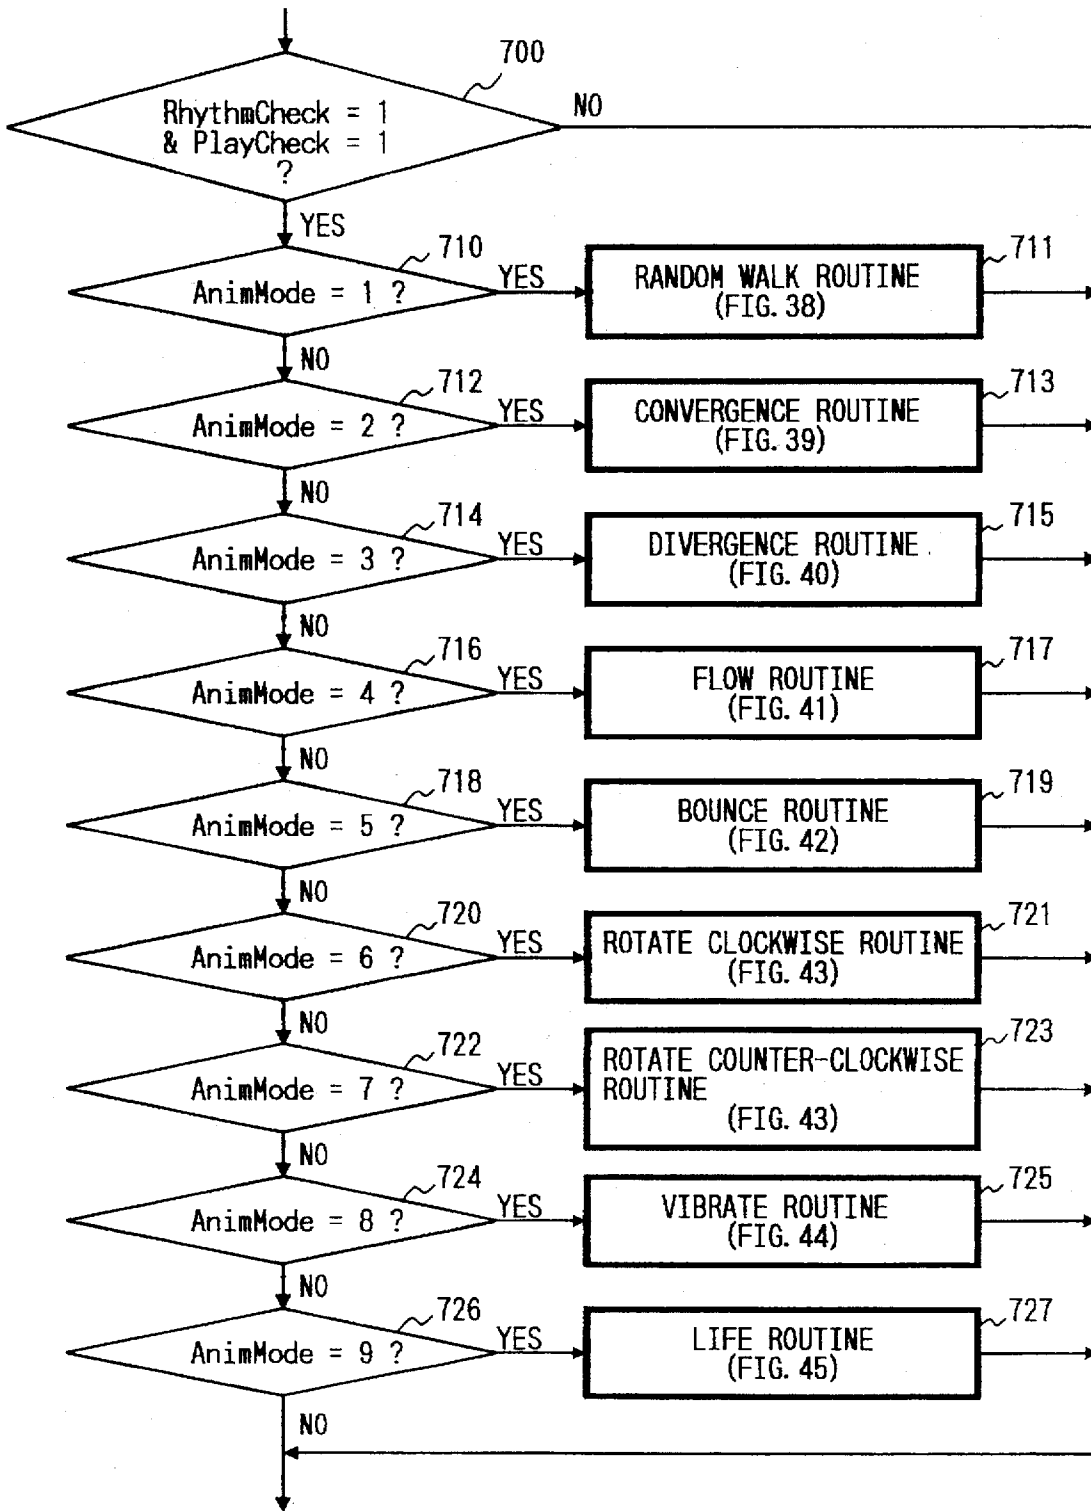 700
RhythmCheck = 1
& PlayCheck = 1
?
NO
YES
710
AnimMode = 1 ?
YES
RANDOM WALK ROUTINE
(FIG. 38)
711
NO
712
AnimMode = 2 ?
YES
CONVERGENCE ROUTINE
(FIG. 39)
713
NO
714
AnimMode = 3 ?
YES
DIVERGENCE ROUTINE
(FIG. 40)
715
NO
716
AnimMode = 4 ?
YES
FLOW ROUTINE
(FIG. 41)
717
NO
718
AnimMode = 5 ?
YES
BOUNCE ROUTINE
(FIG. 42)
719
NO
720
AnimMode = 6 ?
YES
ROTATE CLOCKWISE ROUTINE
(FIG. 43)
721
NO
722
AnimMode = 7 ?
YES
ROTATE COUNTER-CLOCKWISE
ROUTINE
(FIG. 43)
723
NO
724
AnimMode = 8 ?
YES
VIBRATE ROUTINE
(FIG. 44)
725
NO
726
AnimMode = 9 ?
YES
LIFE ROUTINE
(FIG. 45)
727
NO